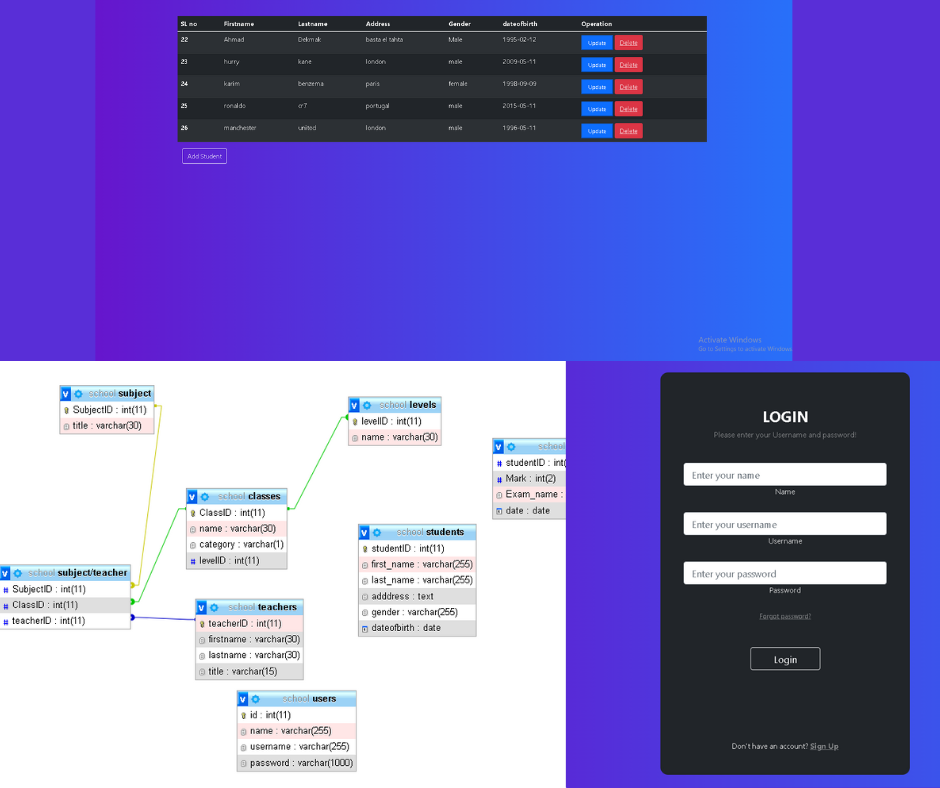 SL no Firstname Lastname Address Gender dateofbirth Operation
22 Ahmad Dekmak basta el tahta Male 1995-02-12 Update Delete
23 hurry kane london male 2009-05-11 Update Delete
24 karim benzema paris female 1998-09-09 Update Delete
25 ronaldo cr7 portugal male 2015-05-11 Update Delete
26 manchester united london male 1996-05-11 Update Delete
Add Student
Activate Windows
Go to Settings to activate Windows
school subject
SubjectID : int(11)
title : varchar(30)
school levels
levelID : int(11)
name : varchar(30)
school
studentID : int(
Mark : int(2)
Exam_name :
date : date
school classes
ClassID : int(11)
name : varchar(30)
category : varchar(1)
levelID : int(11)
school students
studentID : int(11)
first_name : varchar(255)
last_name : varchar(255)
adddress : text
gender : varchar(255)
dateofbirth : date
school subject/teacher
SubjectID : int(11)
ClassID : int(11)
teacherID : int(11)
school teachers
teacherID : int(11)
firstname : varchar(30)
lastname : varchar(30)
title : varchar(15)
school users
id : int(11)
name : varchar(255)
username : varchar(255)
password : varchar(1000)
LOGIN
Please enter your Username and password!
Enter your name
Name
Enter your username
Username
Enter your password
Password
Forgot password?
Login
Don't have an account? Sign Up